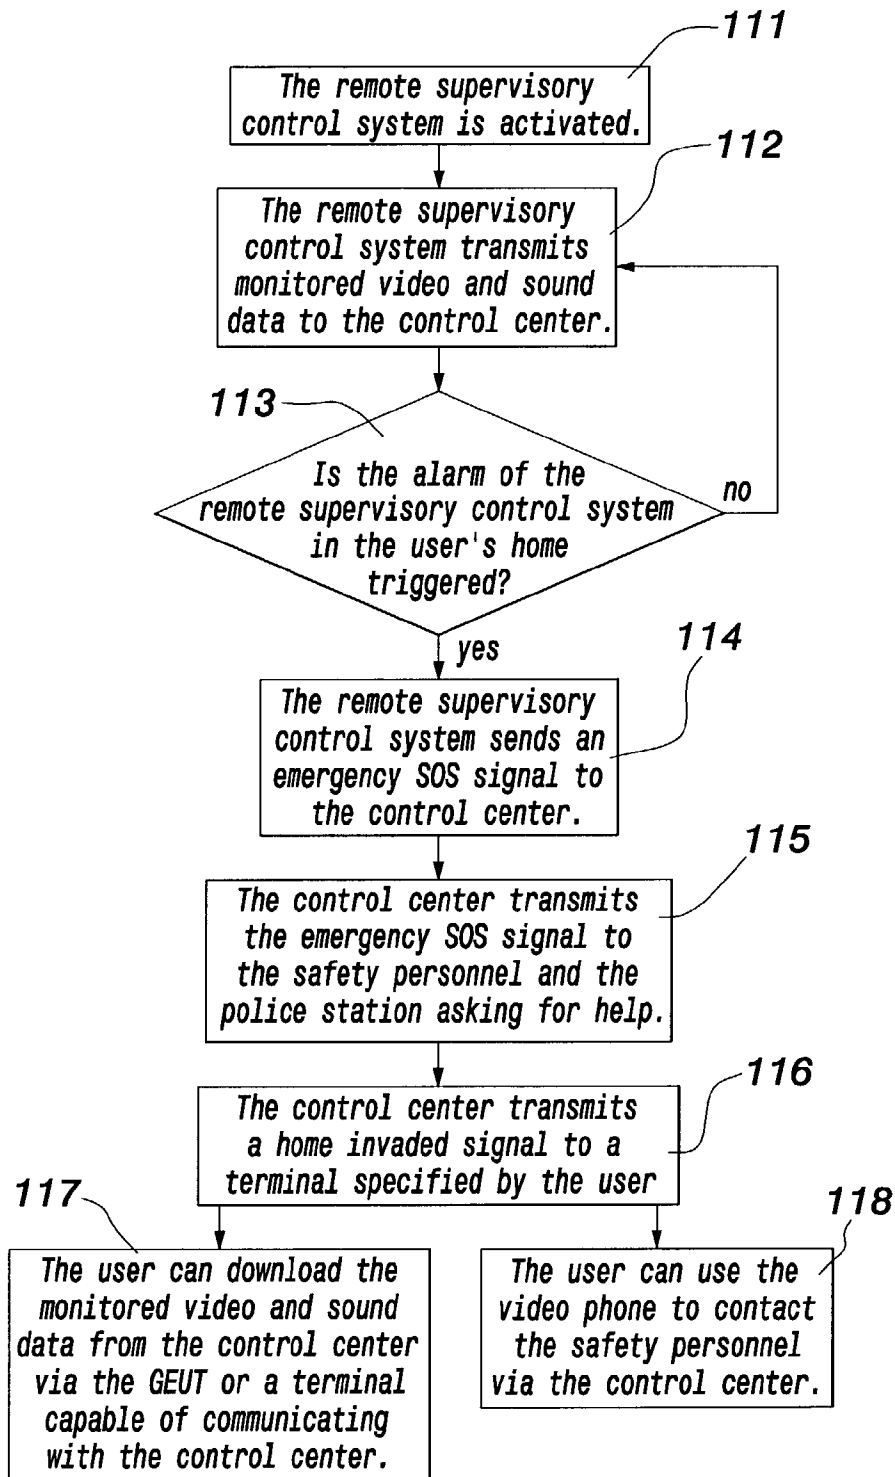 111
The remote supervisory
control system is activated.
112
The remote supervisory
control system transmits
monitored video and sound
data to the control center.
113
Is the alarm of the
remote supervisory control system
in the user's home
triggered?
no
yes
114
The remote supervisory
control system sends an
emergency SOS signal to
the control center.
115
The control center transmits
the emergency SOS signal to
the safety personnel and the
police station asking for help.
116
The control center transmits
a home invaded signal to a
terminal specified by the user
117
The user can download the
monitored video and sound
data from the control center
via the GEUT or a terminal
capable of communicating
with the control center.
118
The user can use the
video phone to contact
the safety personnel
via the control center.